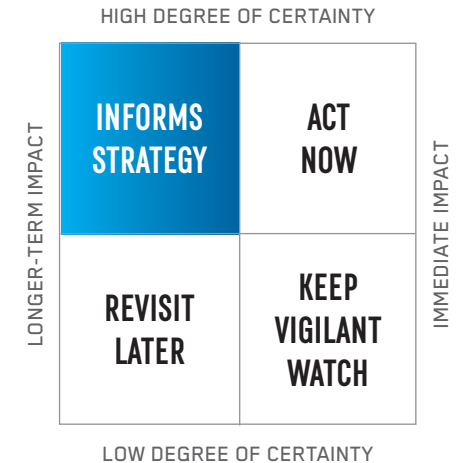 HIGH DEGREE OF CERTAINTY
LONGER-TERM IMPACT
INFORMS
STRATEGY
ACT
NOW
IMMEDIATE IMPACT
REVISIT
LATER
KEEP
VIGILANT
WATCH
LOW DEGREE OF CERTAINTY